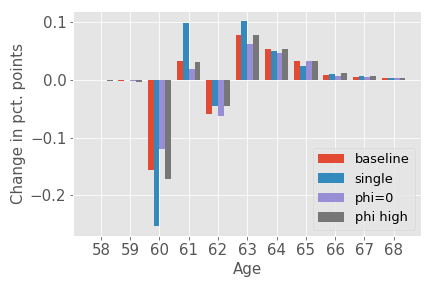 0.1
0.0
−0.1
−0.2
Change in pct. points
baseline
single
phi=0
phi high
58 59 60 61 62 63 64 65 66 67 68
Age